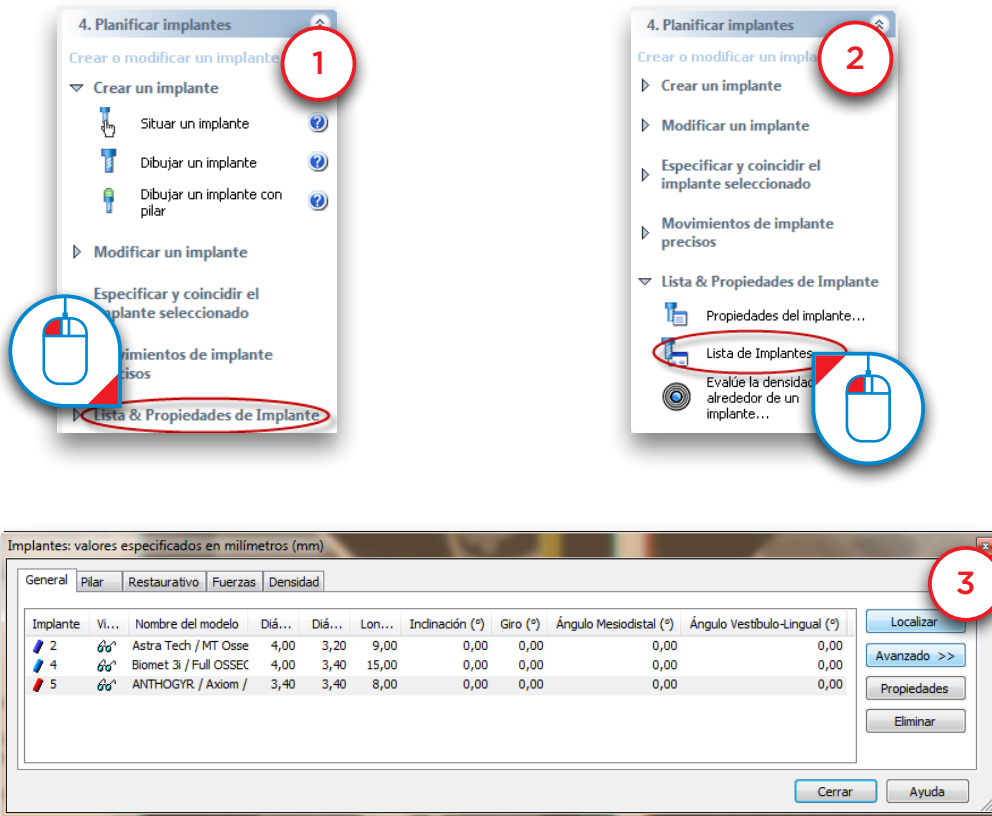 4. Planificar implantes
1
Crear o modificar un implante
Crear un implante
Situar un implante
Dibujar un implante
Dibujar un implante con
pilar
Modificar un implante
Especificar y coincidir el
implante seleccionado
Movimientos de implante
precisos
Lista & Propiedades de Implante
4. Planificar implantes
2
Crear o modificar un impla
Crear un implante
Modificar un implante
Especificar y coincidir el
implante seleccionado
Movimientos de implante
precisos
Lista & Propiedades de Implante
Propiedades del implante...
Lista de Implantes
Evalúe la densidad
alrededor de un
implante...
Implantes: valores especificados en milímetros (mm)
3
General Pilar Restaurativo Fuerzas Densidad
Implante Vi... Nombre del modelo Diá... Diá... Lon... Inclinación (º) Giro (º) Ángulo Mesiodistal (º) Ángulo Vestíbulo-Lingual (º)
2 Astra Tech / MT Osse 4,00 3,20 9,00 0,00 0,00 0,00 0,00
4 Biomet 3i / Full OSSEC 4,00 3,40 15,00 0,00 0,00 0,00 0,00
5 ANTHOGYR / Axiom / 3,40 3,40 8,00 0,00 0,00 0,00 0,00
Localizar
Avanzado >>
Propiedades
Eliminar
Cerrar Ayuda